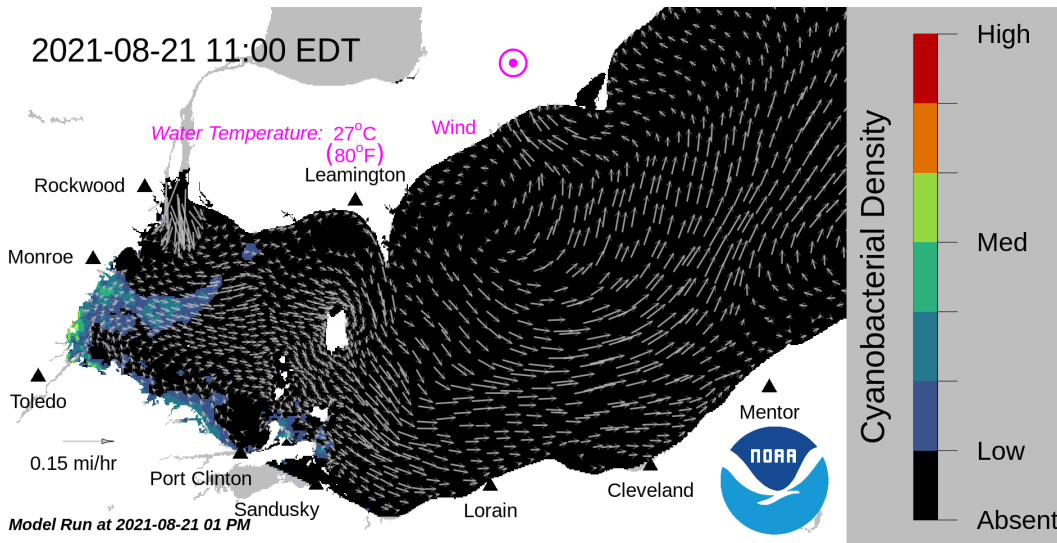 2021-08-21 11:00 EDT
High
Water Temperature: 27°C
(80°F)
Wind
Leamington
Rockwood
Monroe
Med
Cyanobacterial Density
Toledo
Mentor
0.15 mi/hr
NOAA
Port Clinton
Low
Cleveland
Sandusky
Lorain
Model Run at 2021-08-21 01 PM
Absent